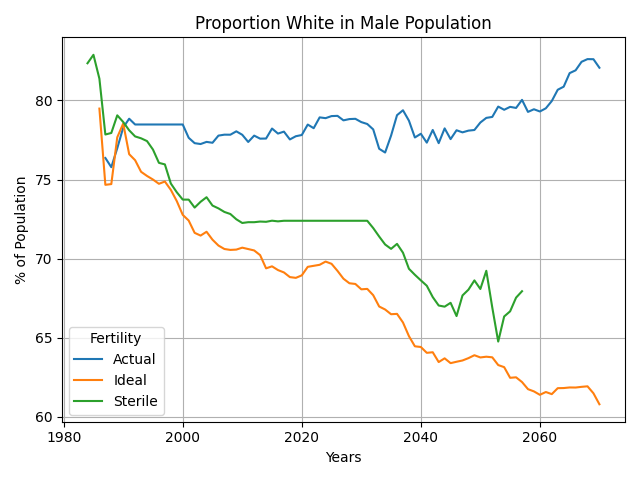 Proportion White in Male Population
% of Population
80
75
70
65
60
Fertility
Actual
Ideal
Sterile
1980
2000
2020
2040
2060
Years